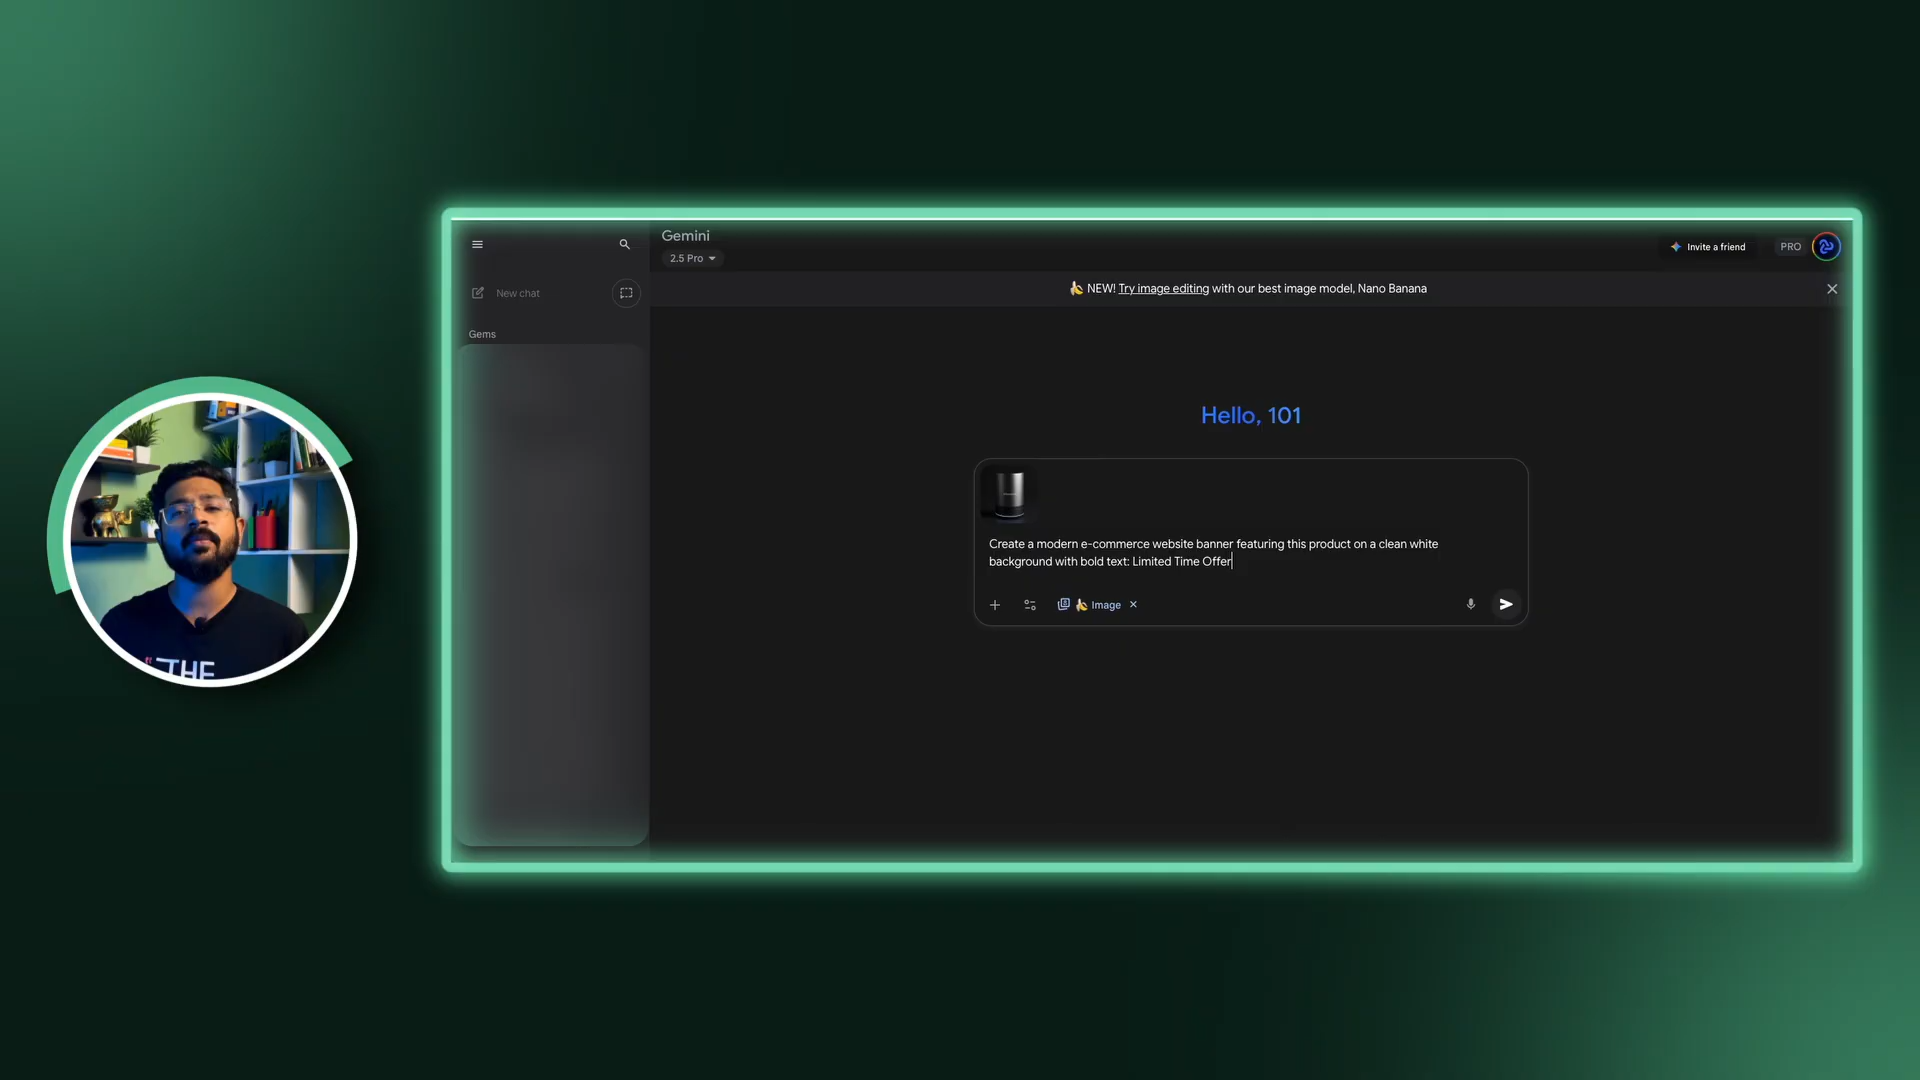 Gemini
2.5 Pro
Invite a friend
PRO
New chat
NEW! Try image editing with our best image model, Nano Banana
Gems
Hello, 101
Create a modern e-commerce website banner featuring this product on a clean white
background with bold text: Limited Time Offer
Image
THE